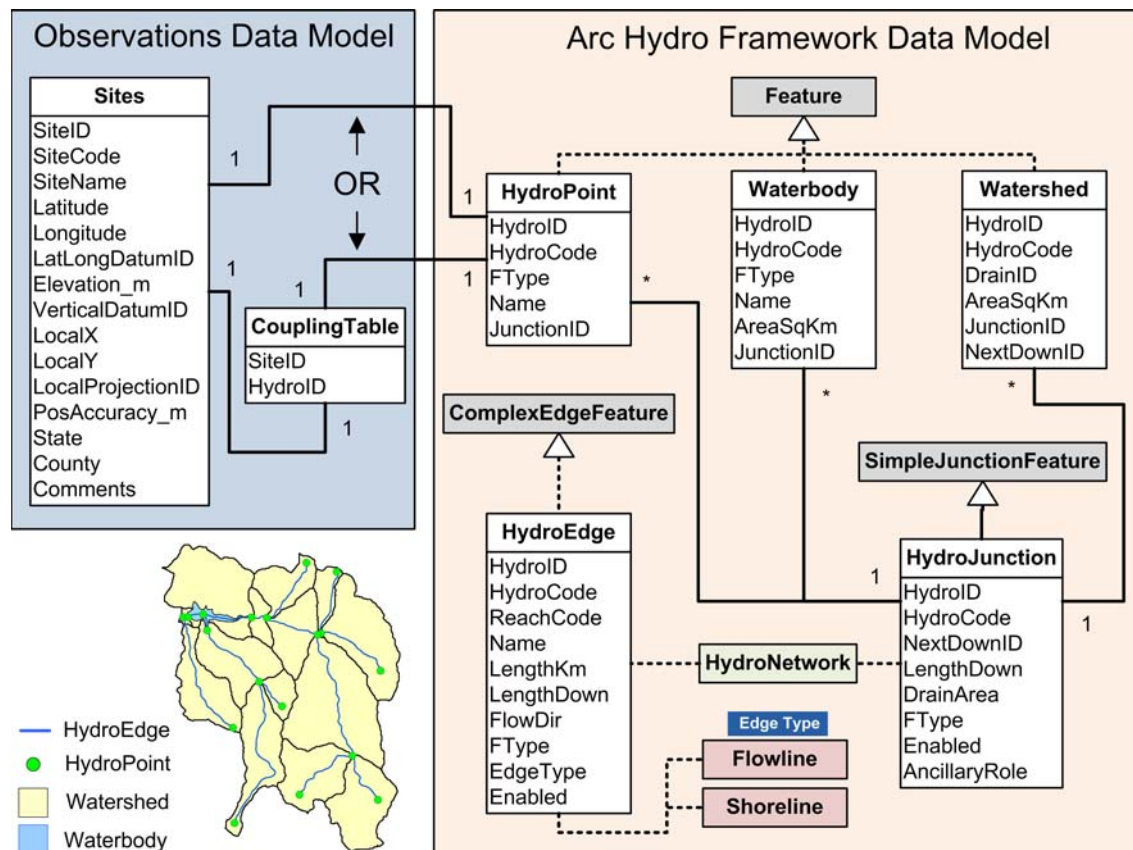 Observations Data Model
Sites
SiteID
SiteCode
SiteName
Latitude
Longitude
LatLongDatumID
Elevation_m
VerticalDatumID
LocalX
LocalY
LocalProjectionID
PosAccuracy_m
State
County
Comments
1
1
OR
1
CouplingTable
SiteID
HydroID
1
Arc Hydro Framework Data Model
Feature
1
1
HydroPoint
HydroID
HydroCode
FType
Name
JunctionID
*
Waterbody
HydroID
HydroCode
FType
Name
AreaSqKm
JunctionID
*
Watershed
HydroID
HydroCode
DrainID
AreaSqKm
JunctionID
NextDownID
*
ComplexEdgeFeature
SimpleJunctionFeature
HydroEdge
HydroID
HydroCode
ReachCode
Name
LengthKm
LengthDown
FlowDir
FType
EdgeType
Enabled
HydroNetwork
Edge Type
Flowline
Shoreline
1
HydroJunction
HydroID
HydroCode
NextDownID
LengthDown
DrainArea
FType
Enabled
AncillaryRole
1
HydroEdge
HydroPoint
Watershed
Waterbody